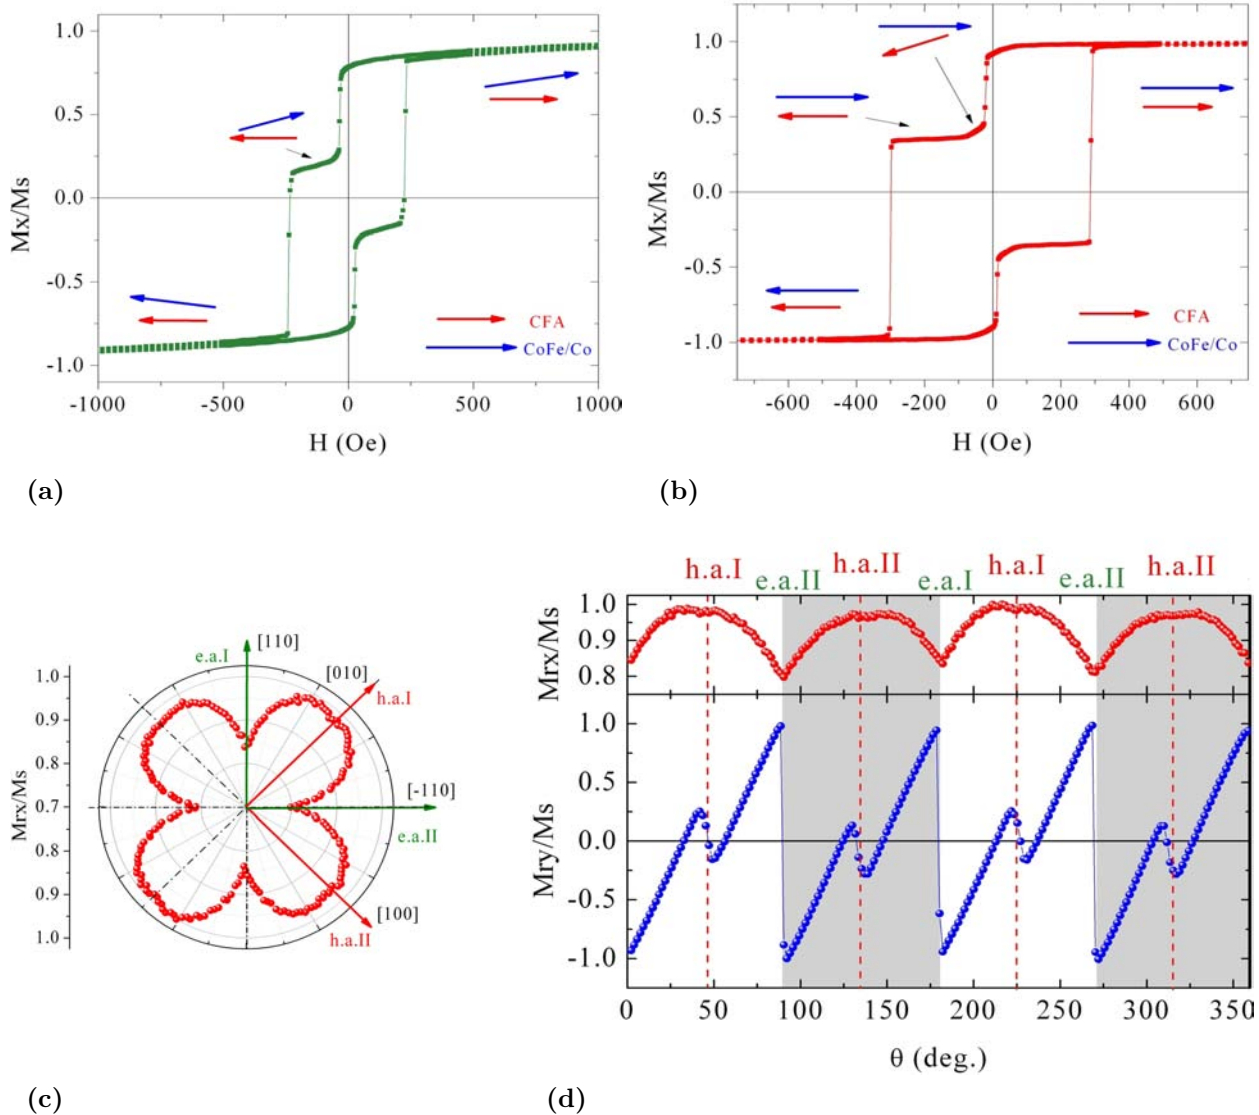 1.0
0.5
0.0
-0.5
-1.0
Mx/Ms
CFA
CoFe/Co
-1000
-500
0
500
1000
H (Oe)
(a)
1.0
0.5
0.0
-0.5
-1.0
Mx/Ms
CFA
CoFe/Co
-600
-400
-200
0
200
400
600
H (Oe)
(b)
Mrx/Ms
1.0
0.9
0.8
0.7
0.8
0.9
1.0
e.a.I
[110]
[010]
h.a.I
[-110]
e.a.II
[100]
h.a.II
(c)
h.a.I
e.a.II
h.a.II
e.a.I
h.a.I
e.a.II
h.a.II
Mrx/Ms
1.0
0.9
0.8
Mry/Ms
1.0
0.5
0.0
-0.5
-1.0
0
50
100
150
200
250
300
350
θ (deg.)
(d)